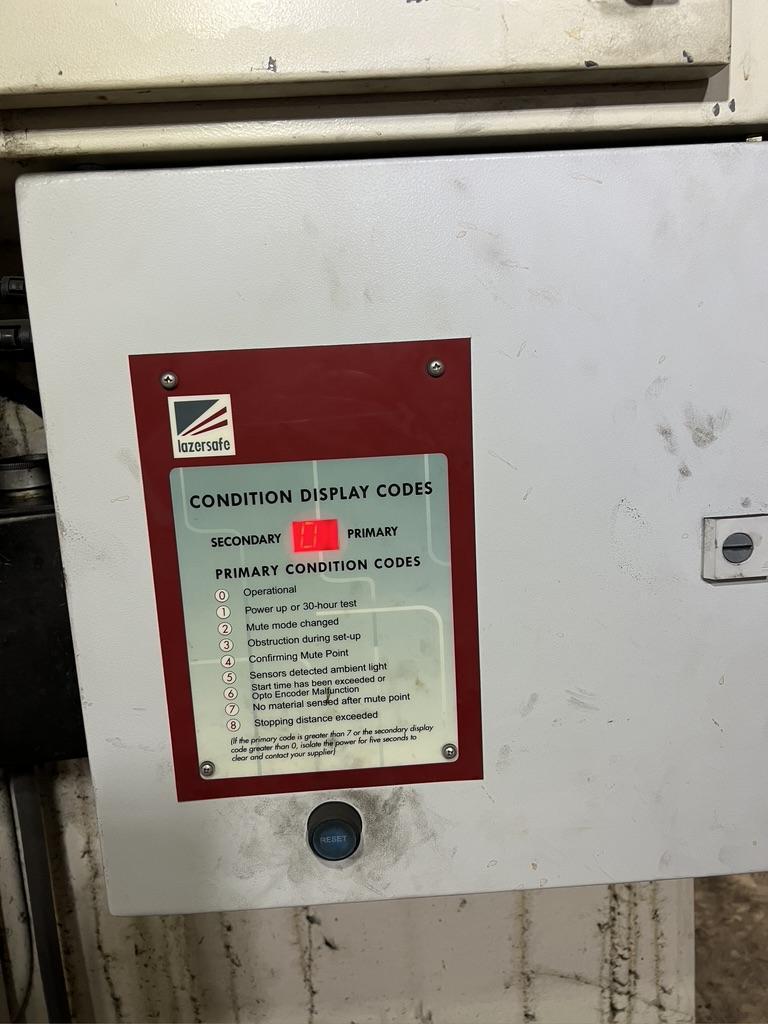 lazersafe
CONDITION DISPLAY CODES
SECONDARY PRIMARY
PRIMARY CONDITION CODES
0 Operational
1 Power up or 30-hour test
2 Mute mode changed
3 Obstruction during set-up
4 Confirming Mute Point
5 Sensors detected ambient light
6 Start time has been exceeded or
Opto Encoder Malfunction
7 No material sensed after mute point
8 Stopping distance exceeded
(If the primary code is greater than 7 or the secondary display
code greater than 0, isolate the power for five seconds to
clear and contact your supplier)
RESET